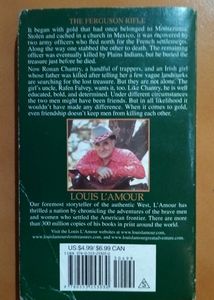 THE FERGUSON RIFLE
It began with gold that had once belonged to Montezuma.
Stolen and cached in a church in Mexico, it was recovered by
two army officers who fled north for the French settlements.
Along the way one stabbed the other to death. The remaining
officer was eventually killed by Plains Indians, but he buried the
treasure just before he died.
Now Ronan Chantry, a handful of trappers, and an Irish girl
whose father was killed after telling her a few vague landmarks
are searching for the lost treasure. But they are not alone. The
girl's uncle, Rafen Falvey, wants it, too. Like Chantry, he is well
educated, bold, and determined. Under different circumstances
the two men might have been friends. But in all likelihood it
wouldn't have made any difference. When it comes to gold,
even friendship doesn't keep men from killing each other.
LOUIS L'AMOUR
Our foremost storyteller of the authentic West, L'Amour has
thrilled a nation by chronicling the adventures of the brave men
and women who settled the American frontier. There are more
than 300 million copies of his books in print around the world.
Visit the Louis L'Amour websites at www.louislamour.com,
www.louislamourslosttreasures.com, and www.louislamourgreatadventure.com.
US $4.99/ $6.99 CAN